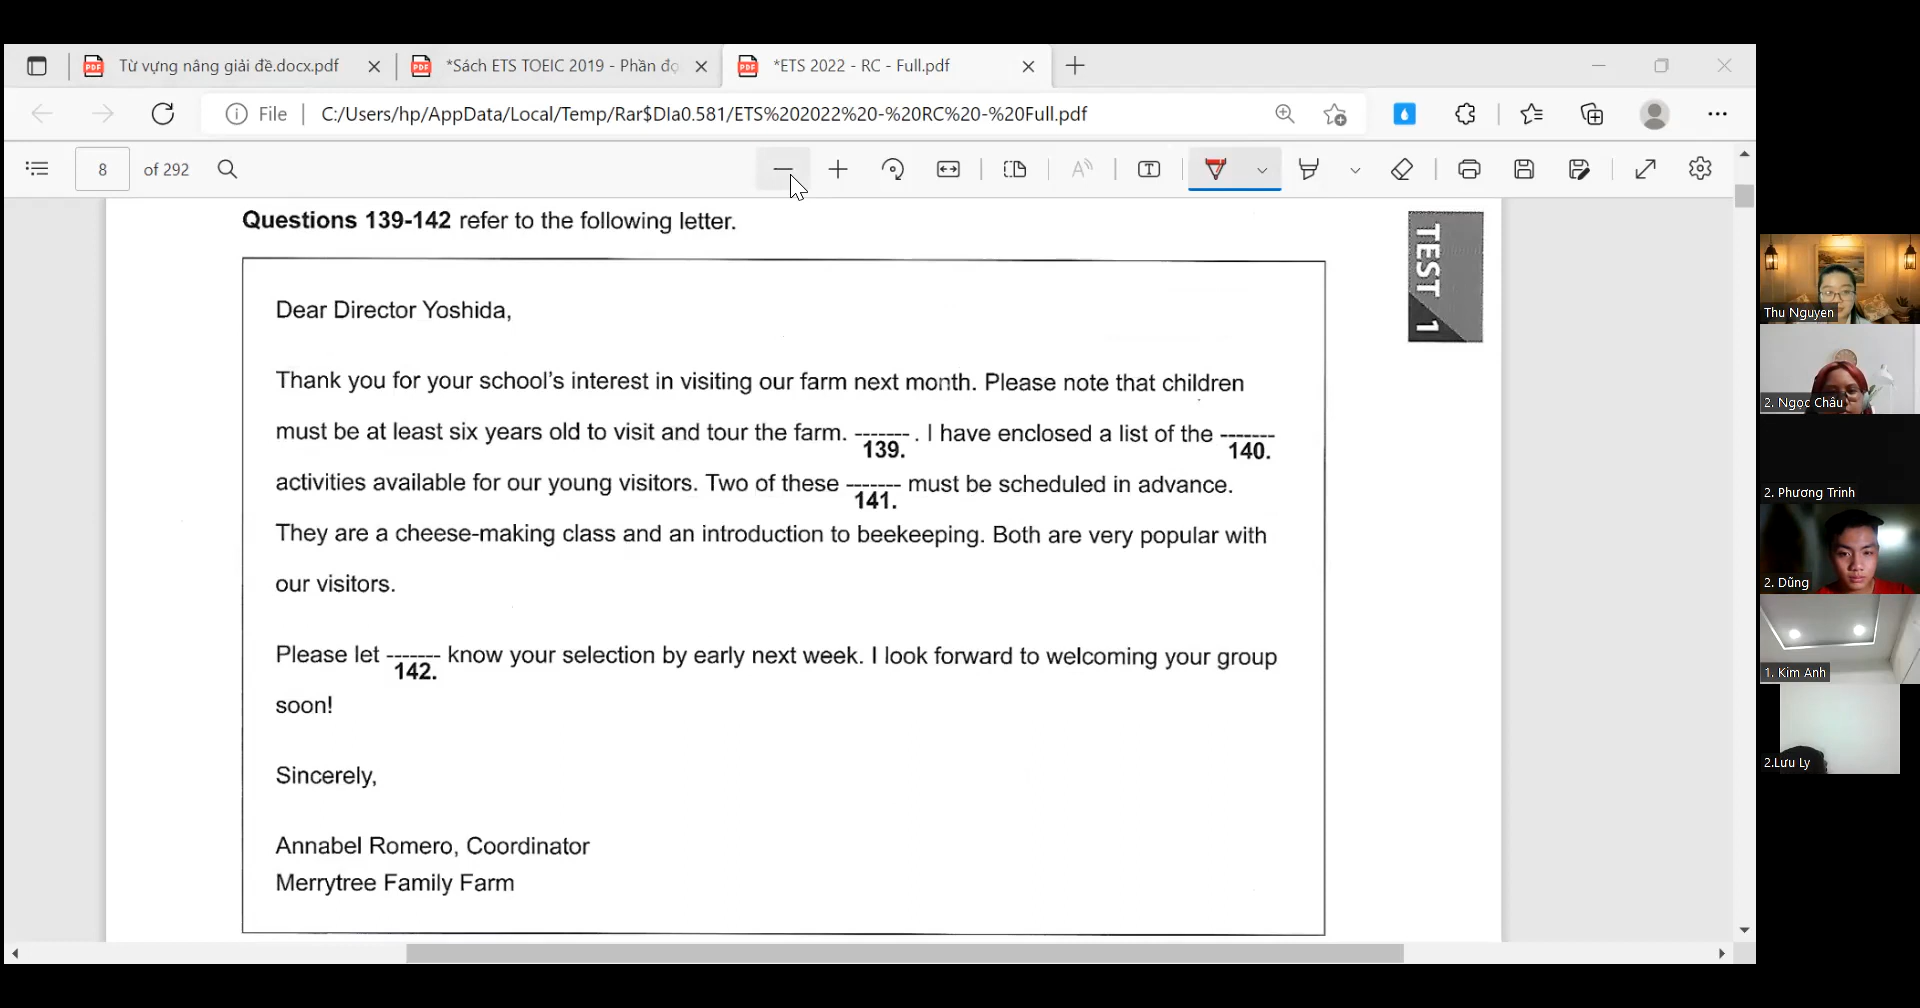 Từ vựng nâng giải đề.docx.pdf
*Sách ETS TOEIC 2019 - Phần đọ
*ETS 2022 - RC - Full.pdf
File
C:/Users/hp/AppData/Local/Temp/Rar$DIa0.581/ETS%202022%20-%20RC%20-%20Full.pdf
8 of 292
Questions 139-142 refer to the following letter.
TEST 1
Dear Director Yoshida,
Thank you for your school's interest in visiting our farm next month. Please note that children
must be at least six years old to visit and tour the farm. ------- . I have enclosed a list of the -------
139. 140.
activities available for our young visitors. Two of these ------- must be scheduled in advance.
141.
They are a cheese-making class and an introduction to beekeeping. Both are very popular with
our visitors.
Please let ------- know your selection by early next week. I look forward to welcoming your group
142.
soon!
Sincerely,
Annabel Romero, Coordinator
Merrytree Family Farm
Thu Nguyen
2. Ngọc Châu
2. Phương Trinh
2. Dũng
1. Kim Anh
2.Lưu Ly